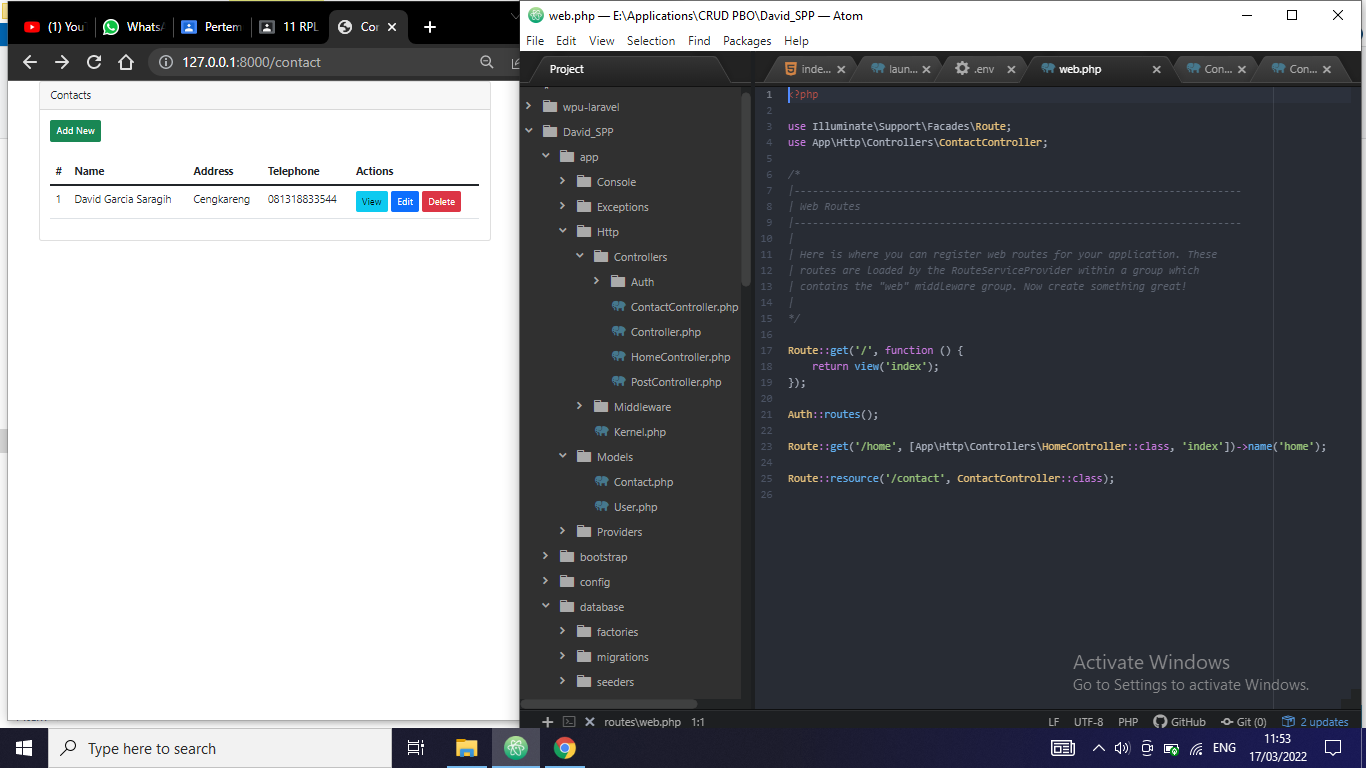 (1) You
WhatsA
Pertem
11 RPL
Cor
127.0.0.1:8000/contact
Contacts
Add New
# Name Address Telephone Actions
1 David Garcia Saragih Cengkareng 081318833544 View Edit Delete
web.php — E:\Applications\CRUD PBO\David_SPP — Atom
File Edit View Selection Find Packages Help
Project
wpu-laravel
David_SPP
app
Console
Exceptions
Http
Controllers
Auth
ContactController.php
Controller.php
HomeController.php
PostController.php
Middleware
Kernel.php
Models
Contact.php
User.php
Providers
bootstrap
config
database
factories
migrations
seeders
inde... laun... .env web.php Con... Con...
1 <?php
2
3 use Illuminate\Support\Facades\Route;
4 use App\Http\Controllers\ContactController;
5
6 /*
7 |--------------------------------------------------------------------------
8 | Web Routes
9 |--------------------------------------------------------------------------
10 |
11 | Here is where you can register web routes for your application. These
12 | routes are loaded by the RouteServiceProvider within a group which
13 | contains the "web" middleware group. Now create something great!
14 |
15 */
16
17 Route::get('/', function () {
18 return view('index');
19 });
20
21 Auth::routes();
22
23 Route::get('/home', [App\Http\Controllers\HomeController::class, 'index'])->name('home');
24
25 Route::resource('/contact', ContactController::class);
26
Activate Windows
Go to Settings to activate Windows.
routes\web.php 1:1 LF UTF-8 PHP GitHub Git (0) 2 updates
Type here to search
ENG
11:53
17/03/2022